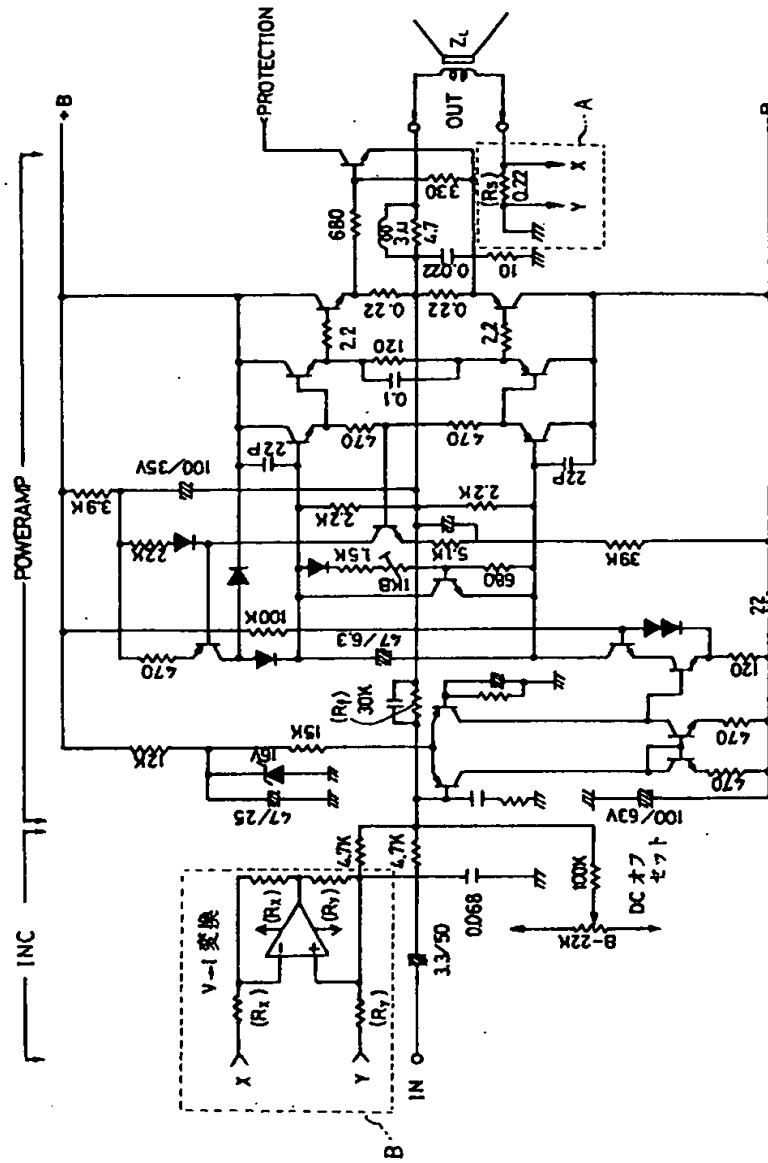 POWERAMP
INC
+B
PROTECTION
OUT
ZL
A
(Rs)
0.22
X
Y
680
330
4.7
0.022
10
0.22
0.22
2.2
2.2
120
0.1
470
470
22P
22P
100/35V
3.9K
22K
2.2K
2.2K
1.5K
1KB
5.1K
680
39K
100K
470
47/6.3
(Rf)
30K
120
22
12K
15K
16V
47/25
470
470
100/63V
V-I 変換
(Rx)
(Rx)
(Ry)
(Ry)
X
Y
IN
B
4.7K
4.7K
3.3/50
0.068
100K
B-22K
DC オフ
セット